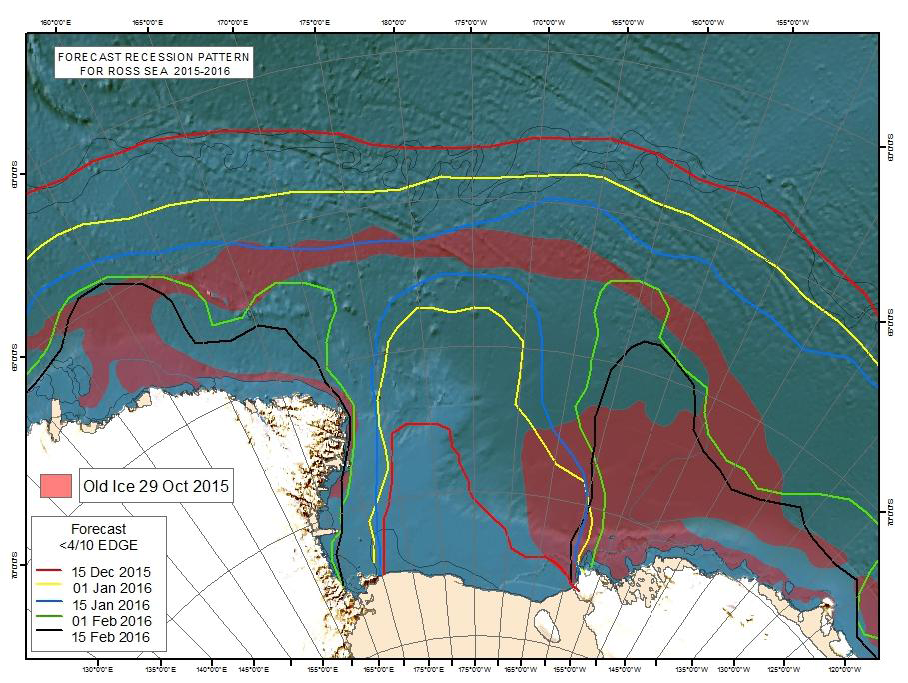 160°0'0"E 165°0'0"E 170°0'0"E 175°0'0"E 180°0'0" 175°0'0"W 170°0'0"W 165°0'0"W 155°0'0"W
FORECAST RECESSION PATTERN
FOR ROSS SEA 2015-2016
Old Ice 29 Oct 2015
Forecast
<4/10 EDGE
15 Dec 2015
01 Jan 2016
15 Jan 2016
01 Feb 2016
15 Feb 2016
130°0'0"E 135°0'0"E 140°0'0"E 145°0'0"E 155°0'0"E 165°0'0"E 175°0'0"E 175°0'0"W 165°0'0"W 155°0'0"W 145°0'0"W 135°0'0"W 130°0'0"W 125°0'0"W 120°0'0"W